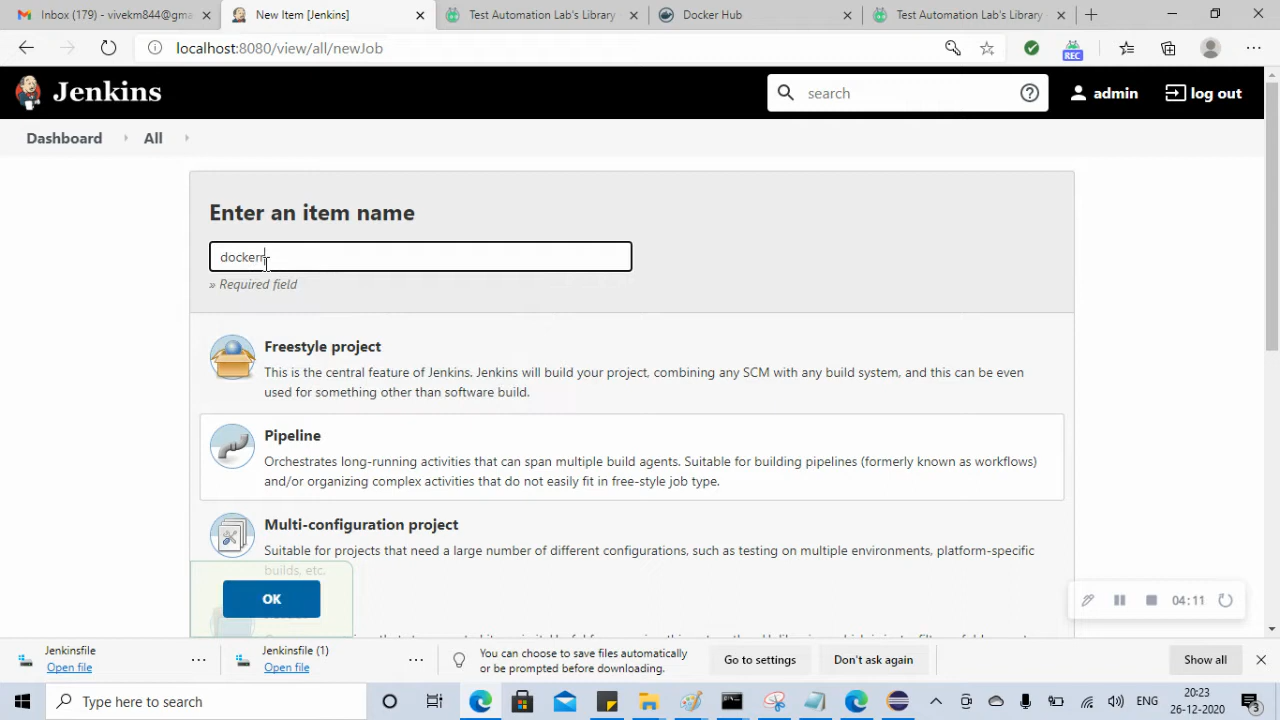 Inbox (179) - vivekm844@gma
New Item [Jenkins]
Test Automation Lab's Library
Docker Hub
Test Automation Lab's Library
localhost:8080/view/all/newJob
REC
Jenkins
search
admin
log out
Dashboard
All
Enter an item name
» Required field
Freestyle project
This is the central feature of Jenkins. Jenkins will build your project, combining any SCM with any build system, and this can be even
used for something other than software build.
Pipeline
Orchestrates long-running activities that can span multiple build agents. Suitable for building pipelines (formerly known as workflows)
and/or organizing complex activities that do not easily fit in free-style job type.
Multi-configuration project
Suitable for projects that need a large number of different configurations, such as testing on multiple environments, platform-specific
builds, etc.
OK
04:11
Jenkinsfile
Open file
Jenkinsfile (1)
Open file
You can choose to save files automatically
or be prompted before downloading.
Go to settings
Don't ask again
Show all
Type here to search
ENG
20:23
26-12-2020
3